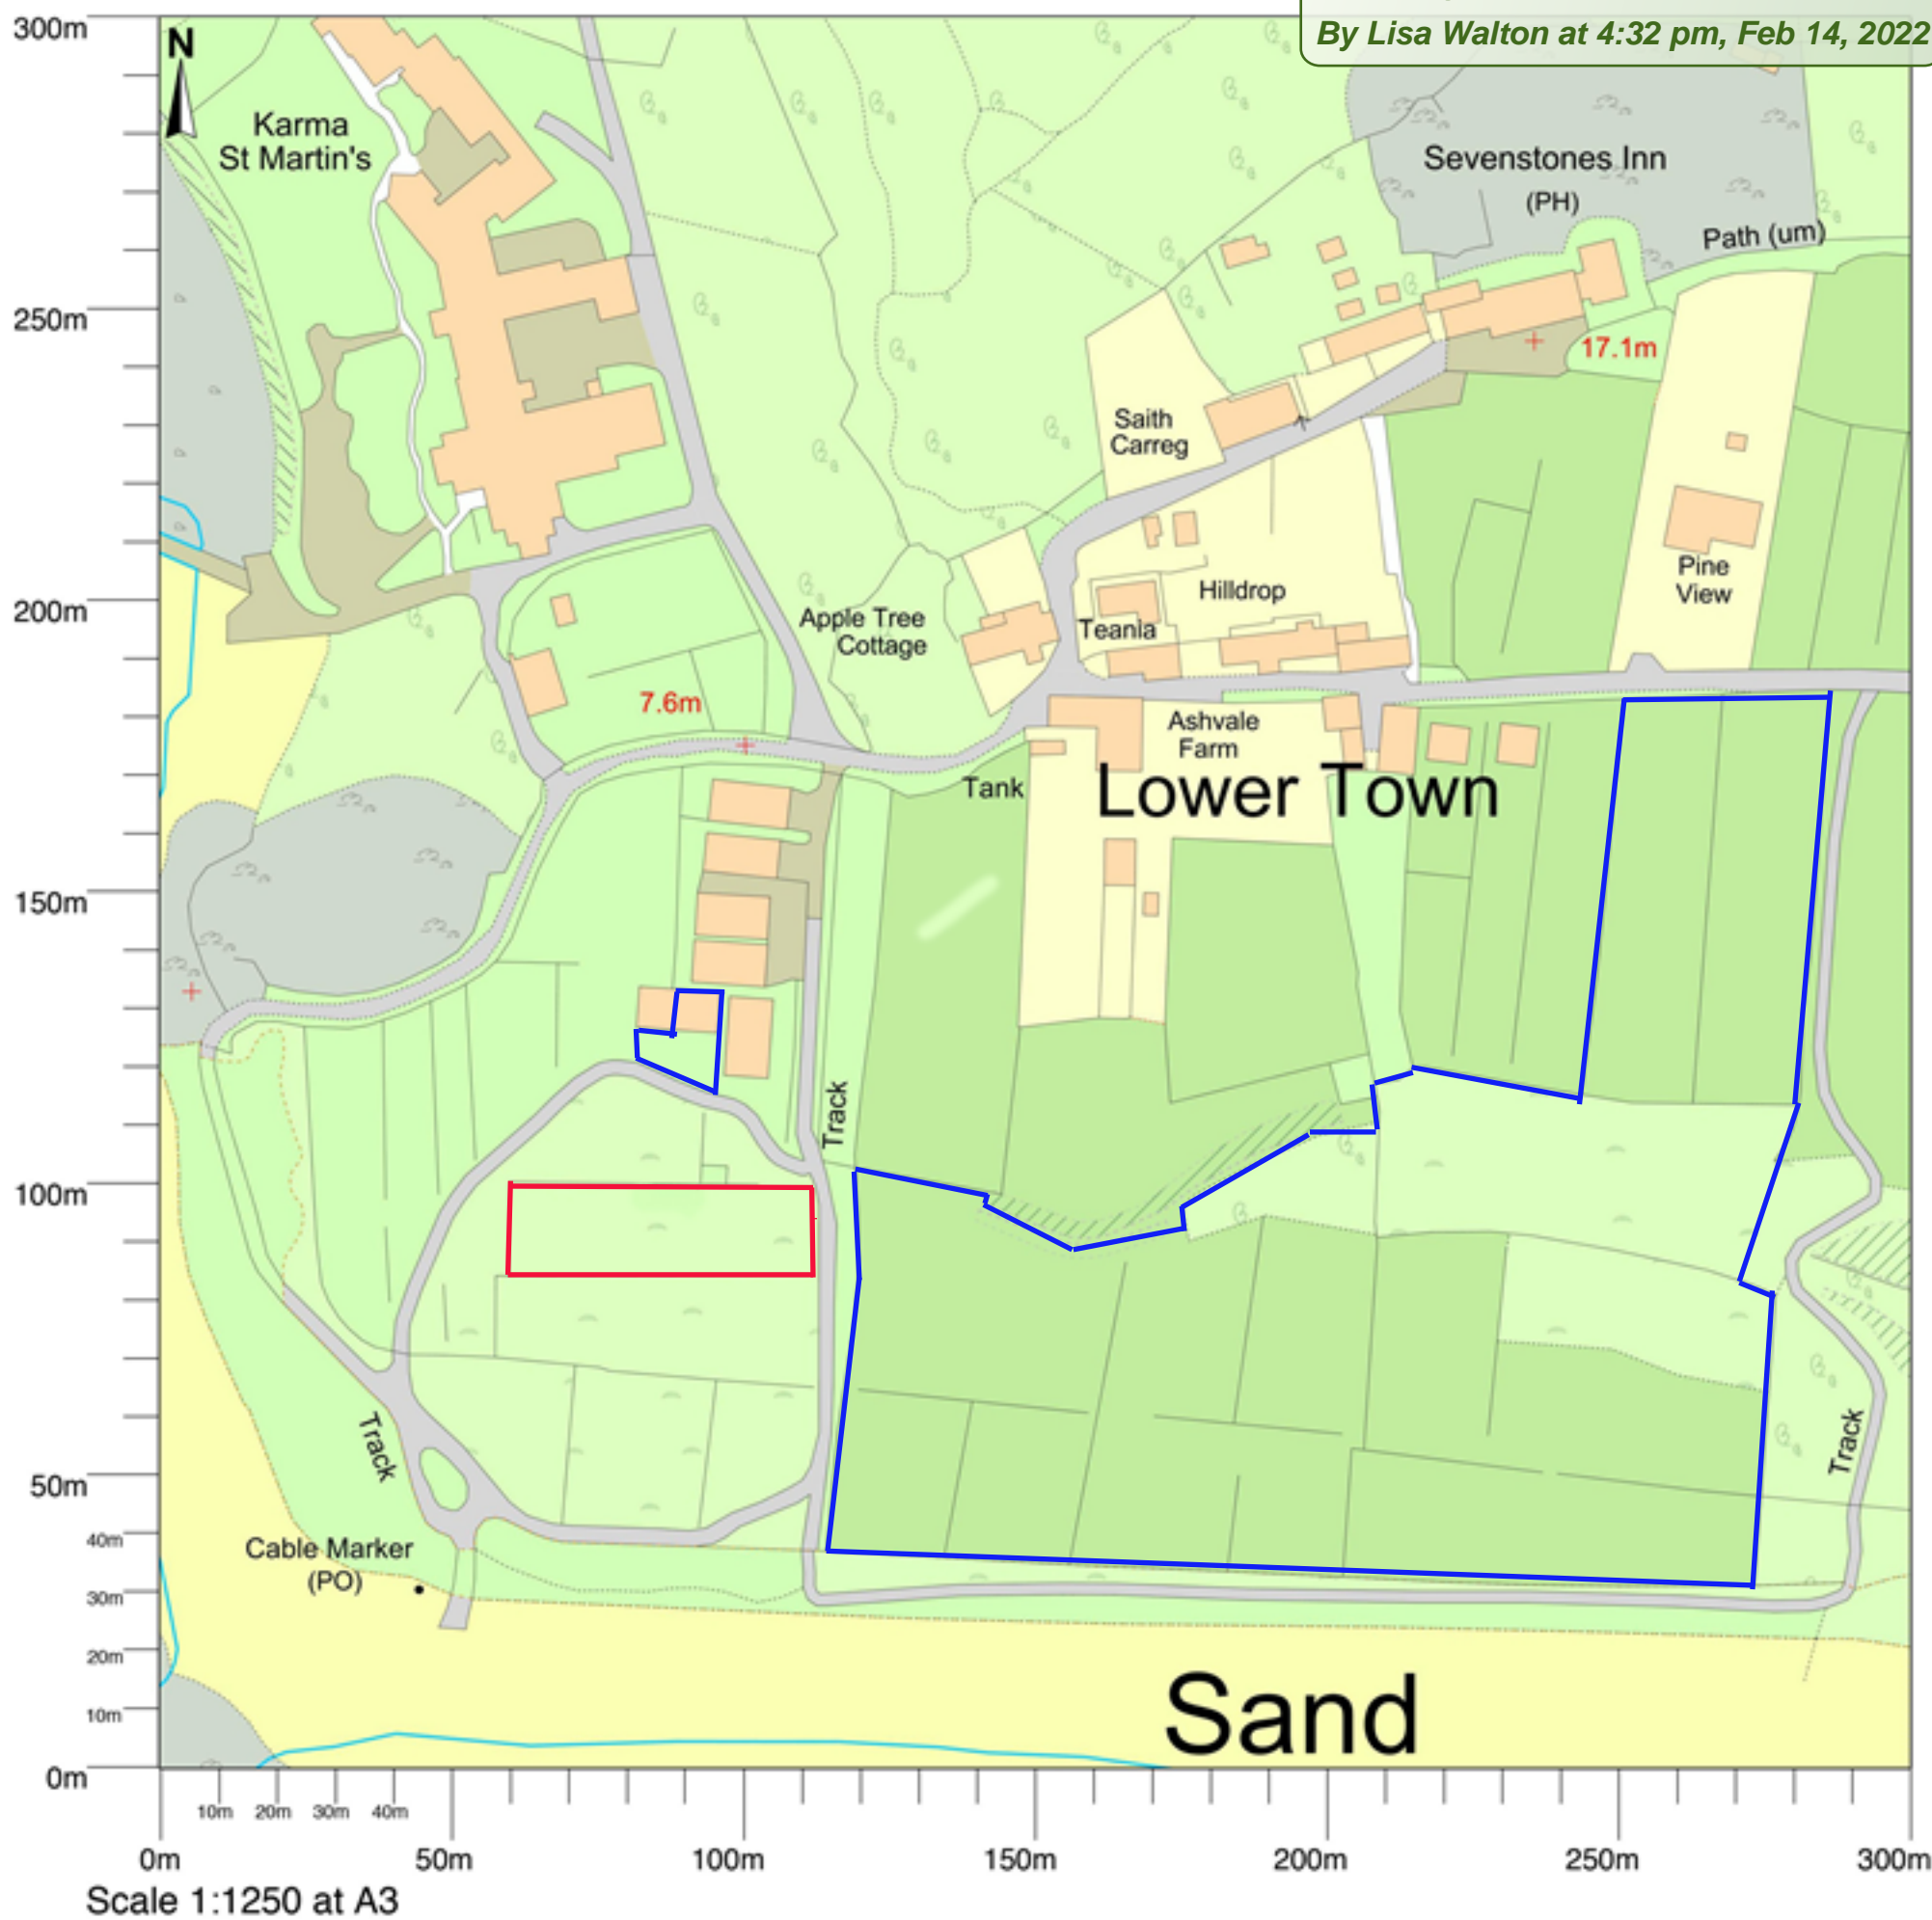 300m
By Lisa Walton at 4:32 pm, Feb 14, 2022
N
Karma
St Martin's
Sevenstones Inn
(PH)
Path (um)
250m
17.1m
Saith
Carreg
Pine
View
Hilldrop
200m
Apple Tree
Cottage
Teania
7.6m
Ashvale
Farm
Tank
Lower Town
150m
Track
100m
Track
Track
50m
40m
Cable Marker
(PO)
30m
20m
Sand
10m
0m
10m 20m 30m 40m
0m 50m 100m 150m 200m 250m 300m
Scale 1:1250 at A3